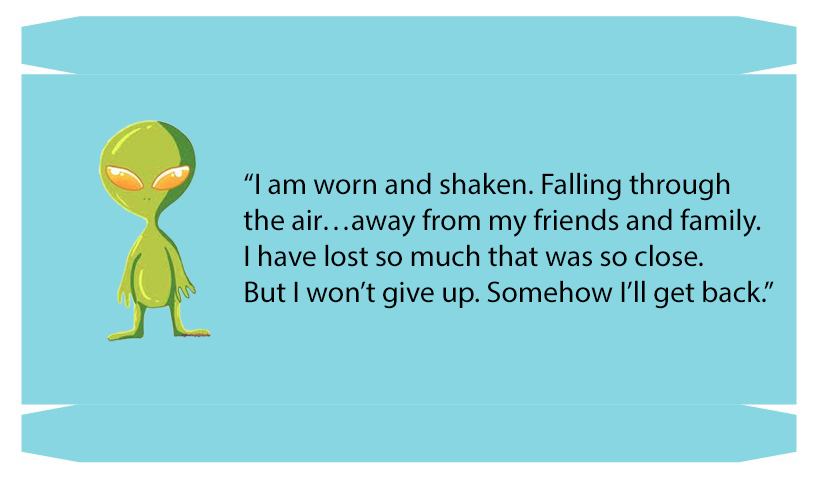 “I am worn and shaken. Falling through
the air…away from my friends and family.
I have lost so much that was so close.
But I won’t give up. Somehow I’ll get back.”